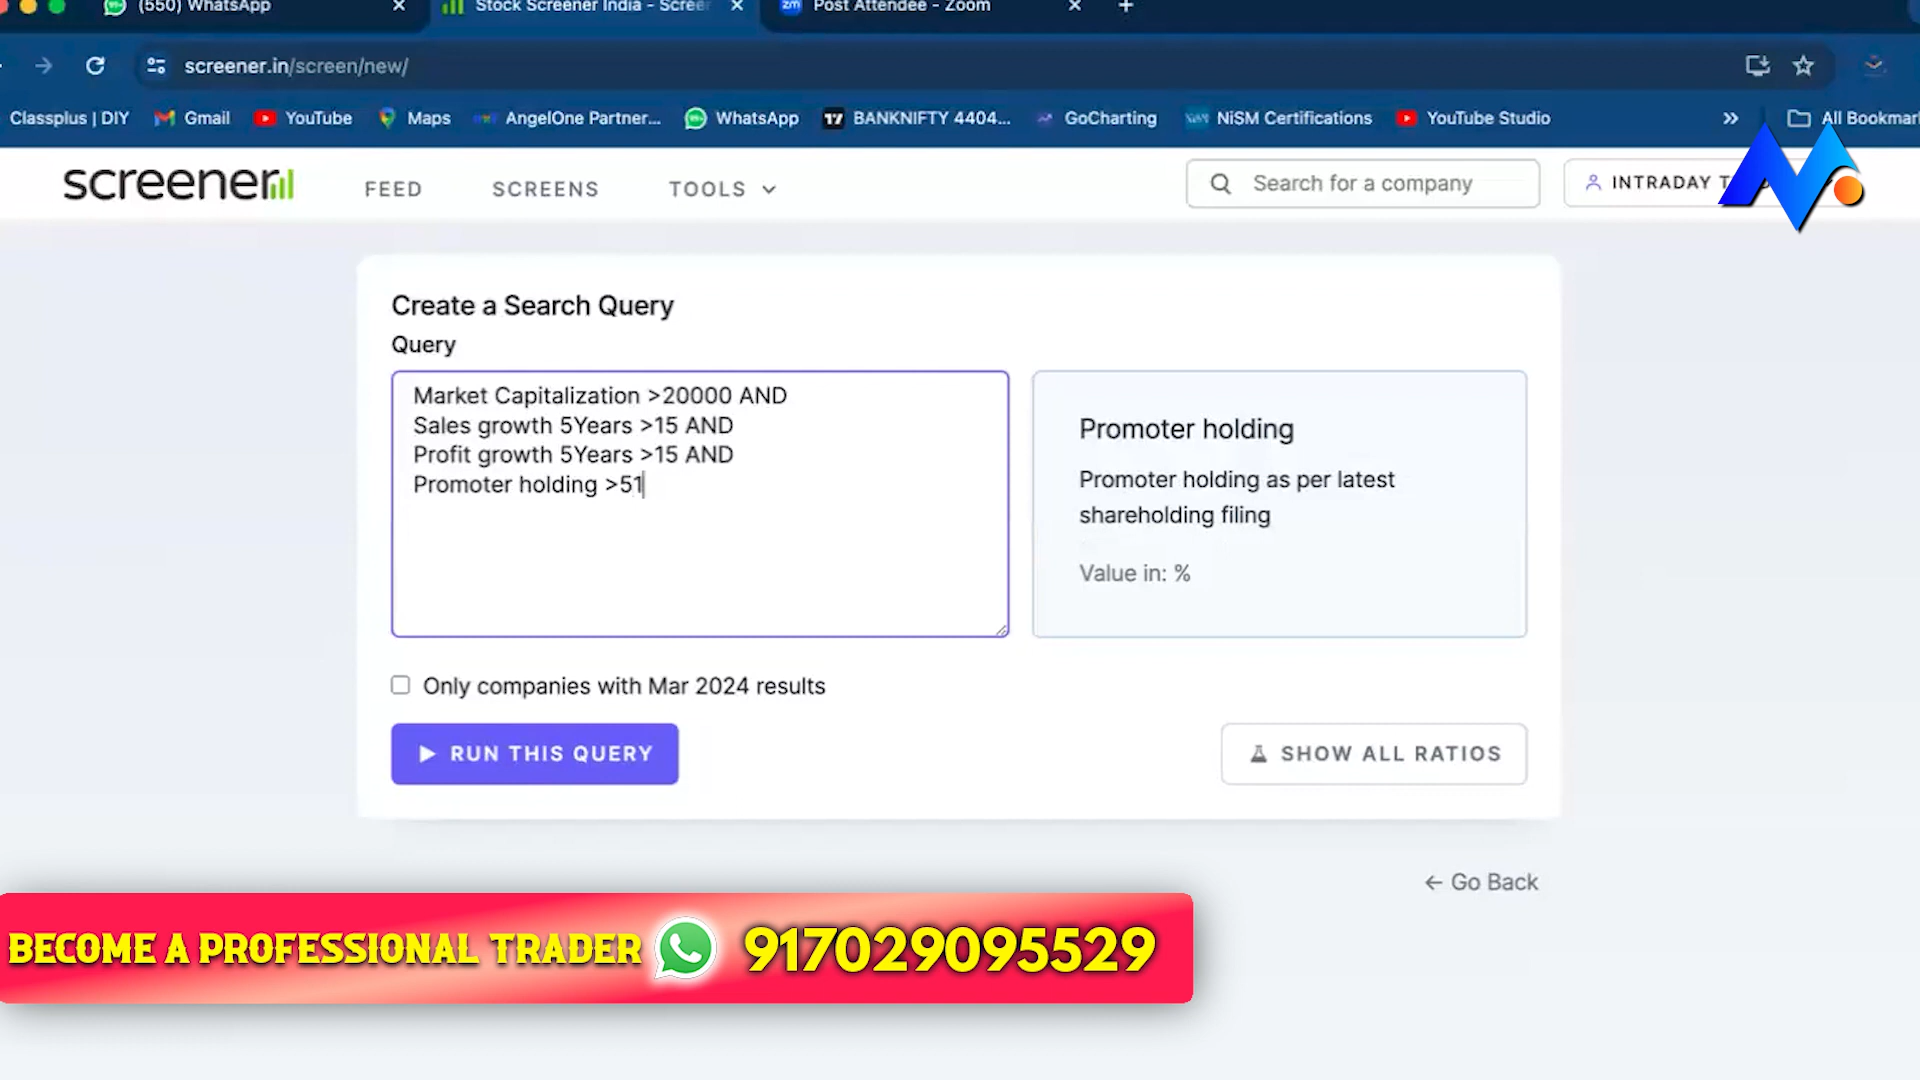 (550) WhatsApp
Stock Screener India - Scree
zm Post Attendee - Zoom
screener.in/screen/new/
Classplus | DIY
Gmail
YouTube
Maps
AngelOne Partner...
WhatsApp
17 BANKNIFTY 4404...
GoCharting
NiSM Certifications
YouTube Studio
All Bookmar
screener
FEED
SCREENS
TOOLS
Search for a company
INTRADAY
Create a Search Query
Query
Market Capitalization >20000 AND
Sales growth 5Years >15 AND
Profit growth 5Years >15 AND
Promoter holding >51
Promoter holding
Promoter holding as per latest
shareholding filing
Value in: %
Only companies with Mar 2024 results
RUN THIS QUERY
SHOW ALL RATIOS
← Go Back
BECOME A PROFESSIONAL TRADER 917029095529